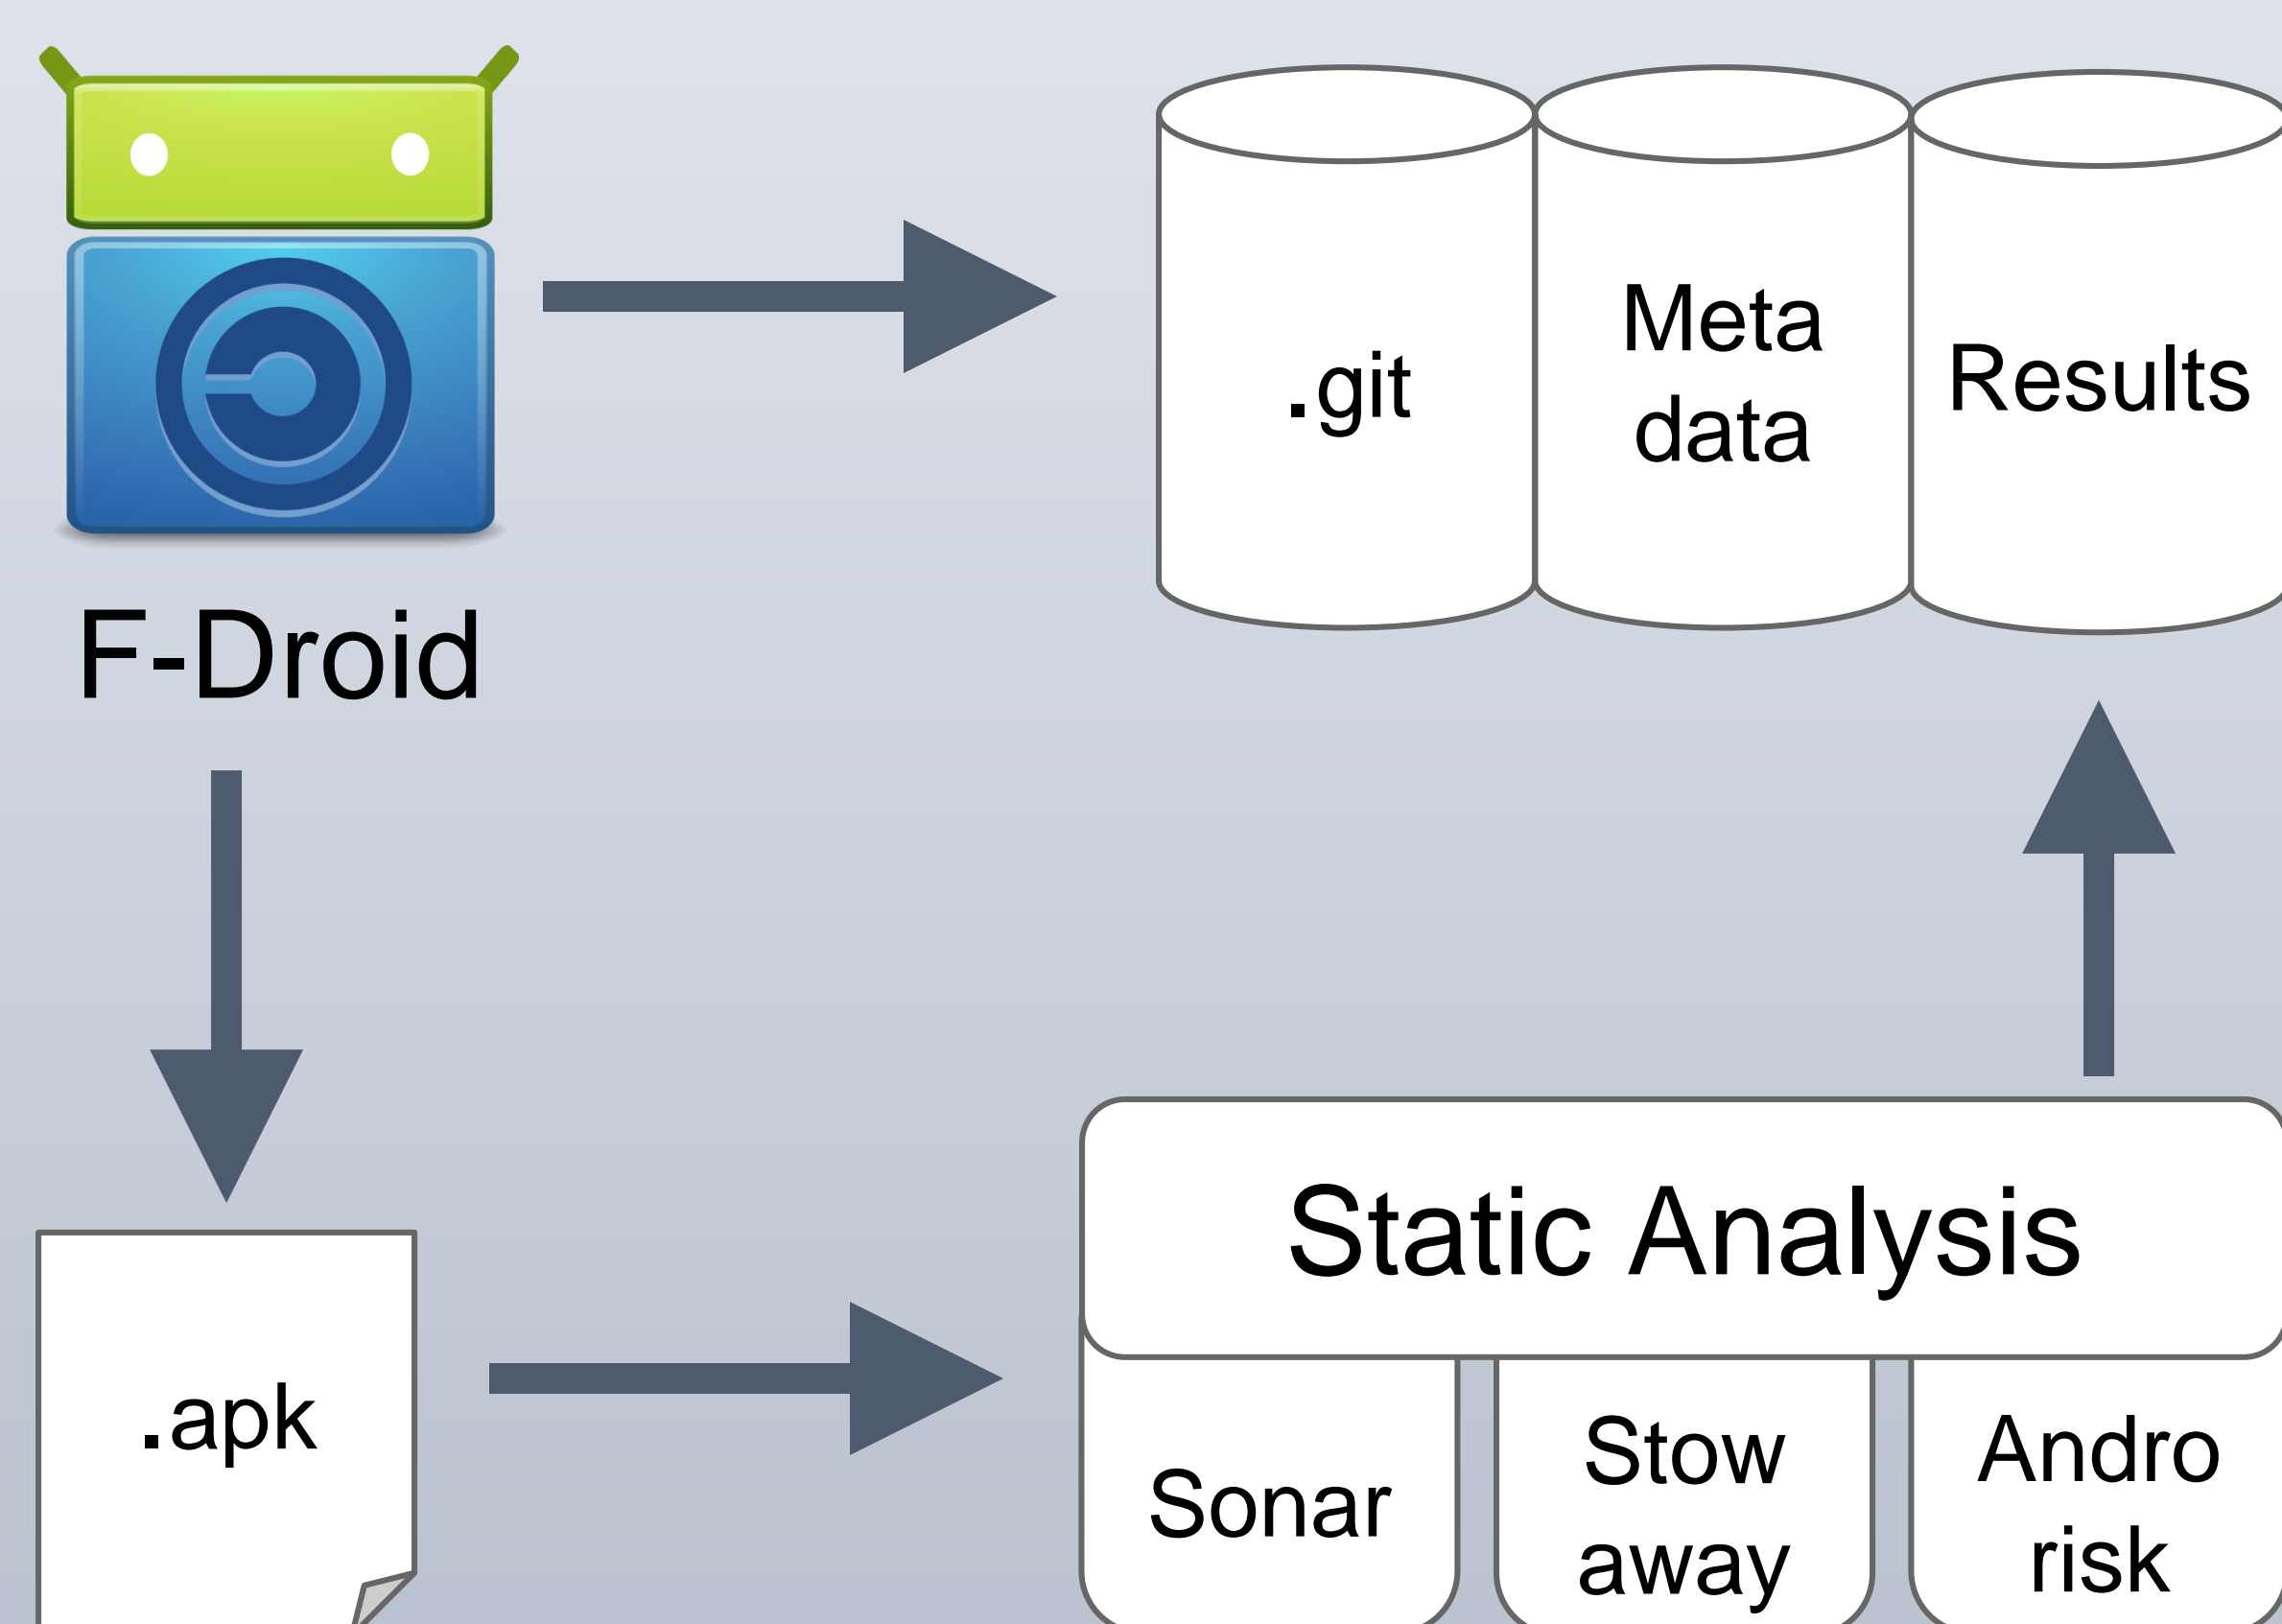 F-Droid
.git
Meta
data
Results
.apk
Static Analysis
Sonar
Stow
away
Andro
risk